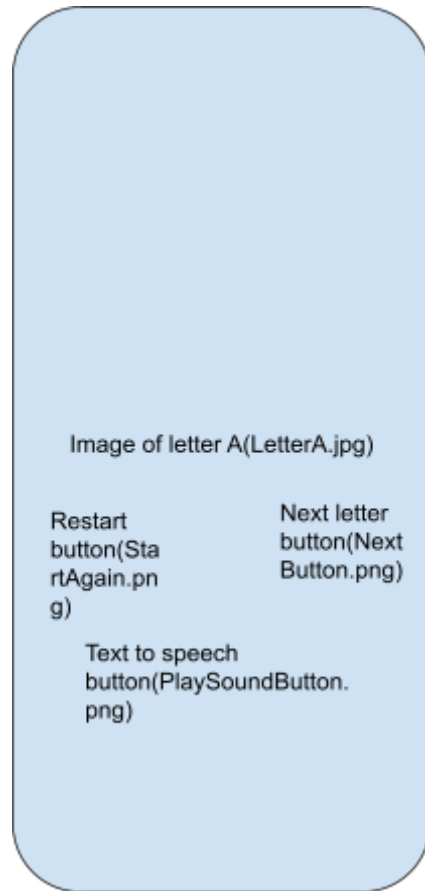 Image of letter A(LetterA.jpg)
Restart
button(Sta
rtAgain.pn
g)
Next letter
button(Next
Button.png)
Text to speech
button(PlaySoundButton.
png)